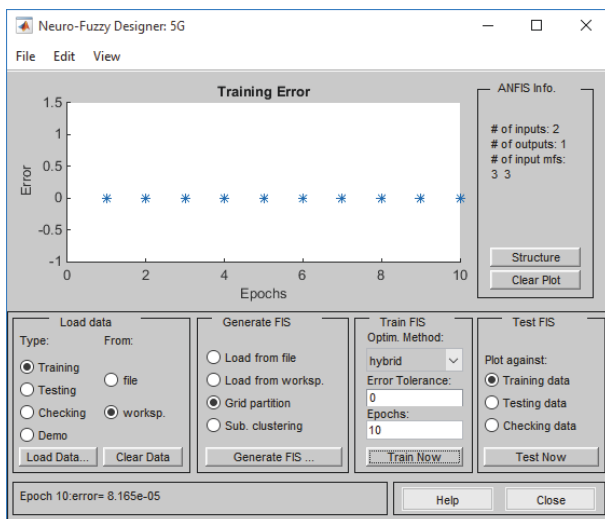 Neuro-Fuzzy Designer: 5G
File Edit View
Training Error
1.5
1
0.5
0
-0.5
-1
Error
0 2 4 6 8 10
Epochs
ANFIS Info.
# of inputs: 2
# of outputs: 1
# of input mfs:
3 3
Structure
Clear Plot
Load data
Type: From:
Training
Testing
Checking
Demo
file
worksp.
Load Data... Clear Data
Generate FIS
Load from file
Load from worksp.
Grid partition
Sub. clustering
Generate FIS ...
Train FIS
Optim. Method:
hybrid
Error Tolerance:
0
Epochs:
10
Train Now
Test FIS
Plot against:
Training data
Testing data
Checking data
Test Now
Epoch 10:error= 8.165e-05
Help Close